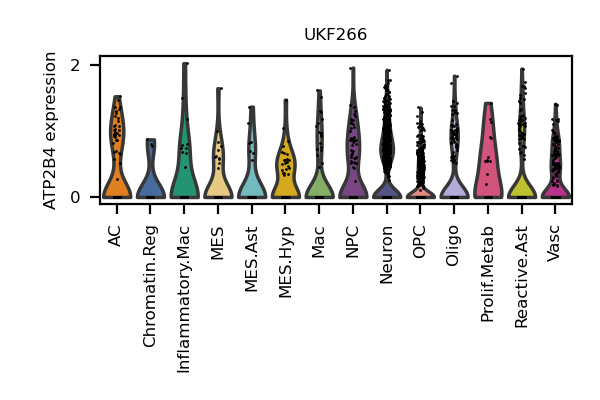 UKF266
ATP2B4 expression
2
0
AC
Chromatin.Reg
Inflammatory.Mac
MES
MES.Ast
MES.Hyp
Mac
NPC
Neuron
OPC
Oligo
Prolif.Metab
Reactive.Ast
Vasc